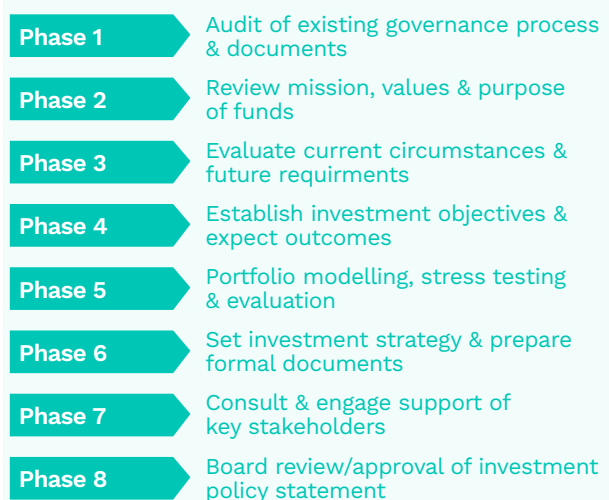 Phase 1
Audit of existing governance process
& documents
Phase 2
Review mission, values & purpose
of funds
Phase 3
Evaluate current circumstances &
future requirments
Phase 4
Establish investment objectives &
expect outcomes
Phase 5
Portfolio modelling, stress testing
& evaluation
Phase 6
Set investment strategy & prepare
formal documents
Phase 7
Consult & engage support of
key stakeholders
Phase 8
Board review/approval of investment
policy statement